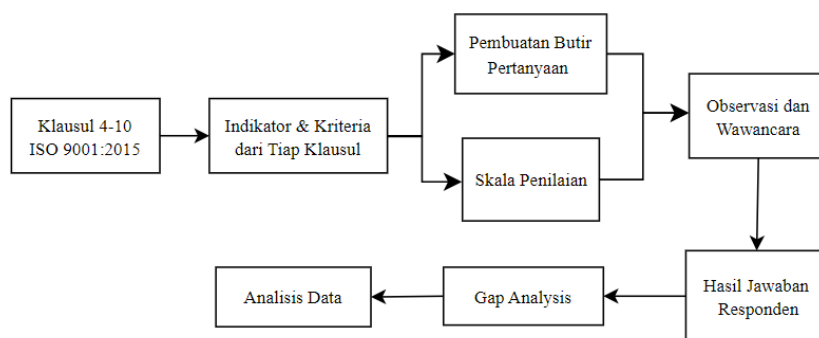 Klausul 4-10
ISO 9001:2015
Indikator & Kriteria
dari Tiap Klausul
Pembuatan Butir
Pertanyaan
Skala Penilaian
Observasi dan
Wawancara
Hasil Jawaban
Responden
Gap Analysis
Analisis Data